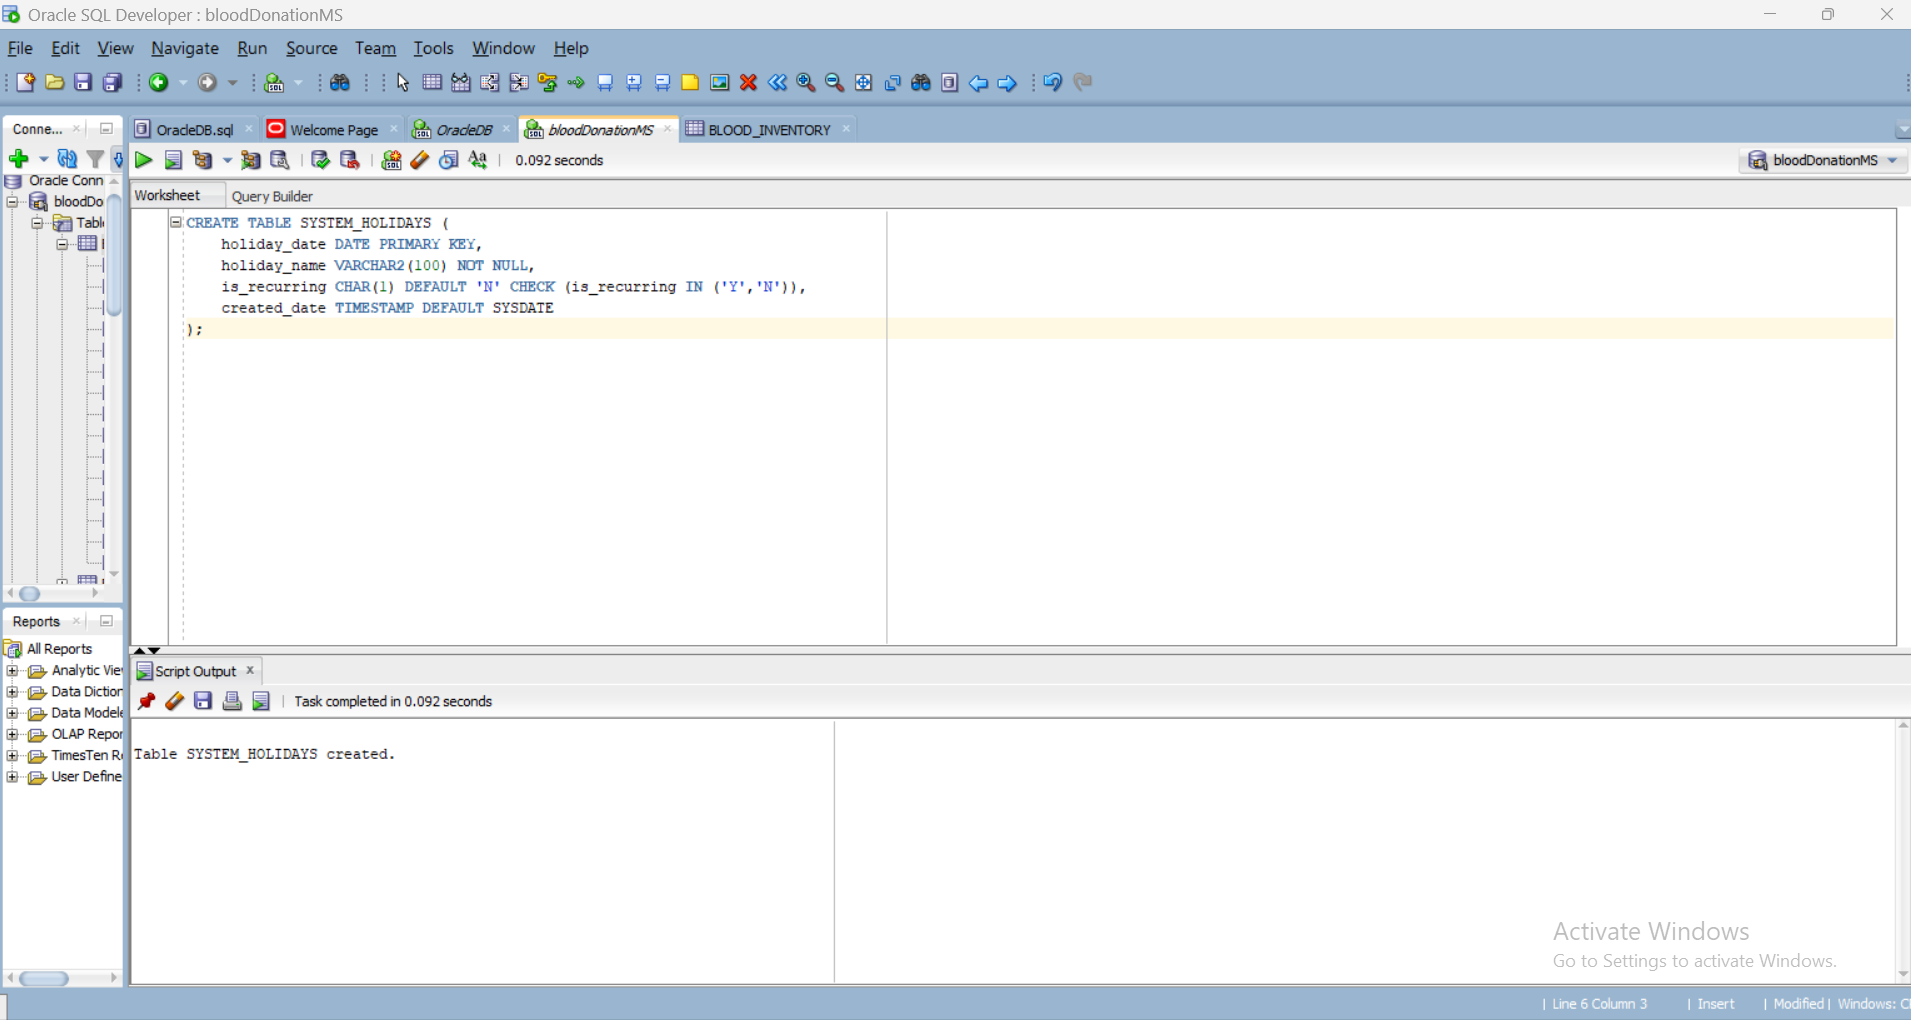 Oracle SQL Developer : bloodDonationMS
File Edit View Navigate Run Source Team Tools Window Help
Conne...
OracleDB.sql
Welcome Page
OracleDB
bloodDonationMS
BLOOD_INVENTORY
0.092 seconds
bloodDonationMS
Oracle Conn
bloodDo
Tabl
Worksheet
Query Builder
CREATE TABLE SYSTEM_HOLIDAYS (
holiday_date DATE PRIMARY KEY,
holiday_name VARCHAR2(100) NOT NULL,
is_recurring CHAR(1) DEFAULT 'N' CHECK (is_recurring IN ('Y','N')),
created_date TIMESTAMP DEFAULT SYSDATE
);
Reports
All Reports
Analytic Vie
Data Diction
Data Modele
OLAP Repor
TimesTen R
User Define
Script Output
Task completed in 0.092 seconds
Table SYSTEM_HOLIDAYS created.
Activate Windows
Go to Settings to activate Windows.
| Line 6 Column 3 | Insert | Modified | Windows: C